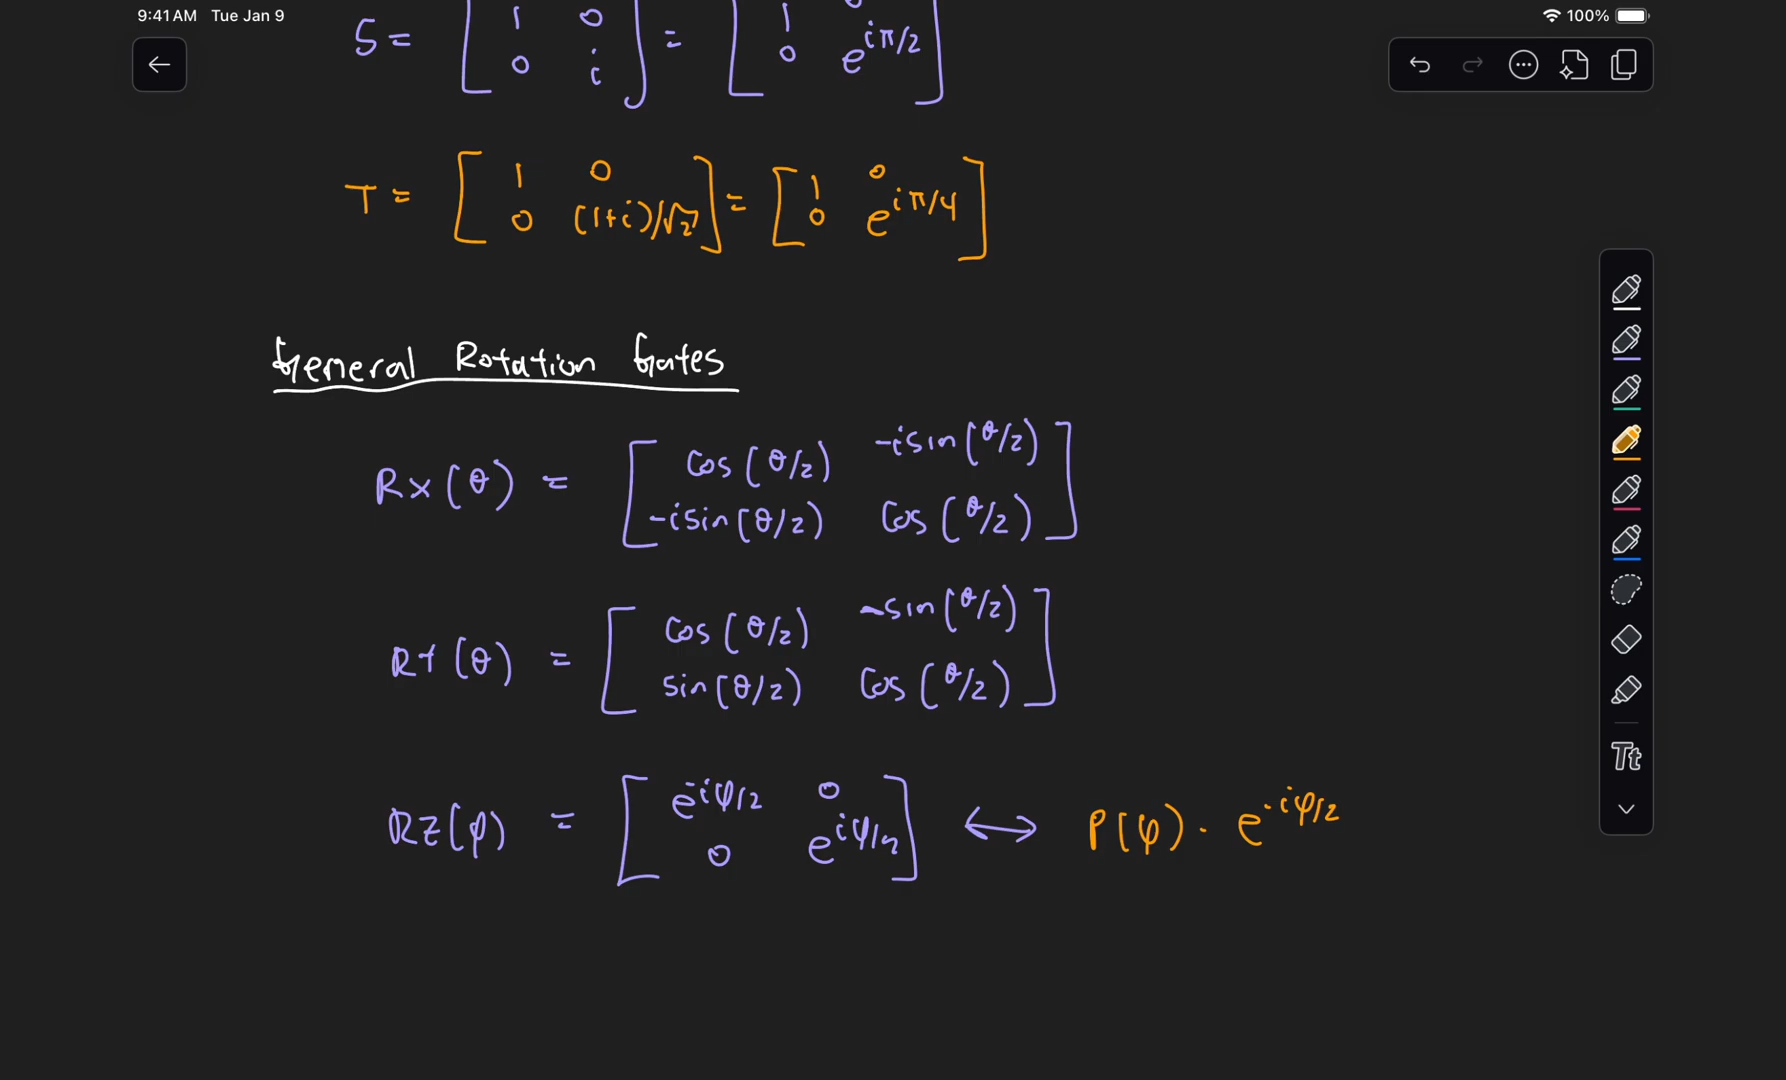 9:41 AM Tue Jan 9 100%
S = [ 1 0 ] = [ 1 0 ]
[ 0 i ] [ 0 e^{iπ/2} ]
T = [ 1 0 ] = [ 1 0 ]
[ 0 (1+i)/√2 ] [ 0 e^{iπ/4} ]
General Rotation Gates
Rx(θ) = [ cos(θ/2) -isin(θ/2) ]
[ -isin(θ/2) cos(θ/2) ]
RY(θ) = [ cos(θ/2) -sin(θ/2) ]
[ sin(θ/2) cos(θ/2) ]
RZ(φ) = [ e^{-iφ/2} 0 ] ⟷ P(φ) · e^{-iφ/2}
[ 0 e^{iφ/2} ]
Tt